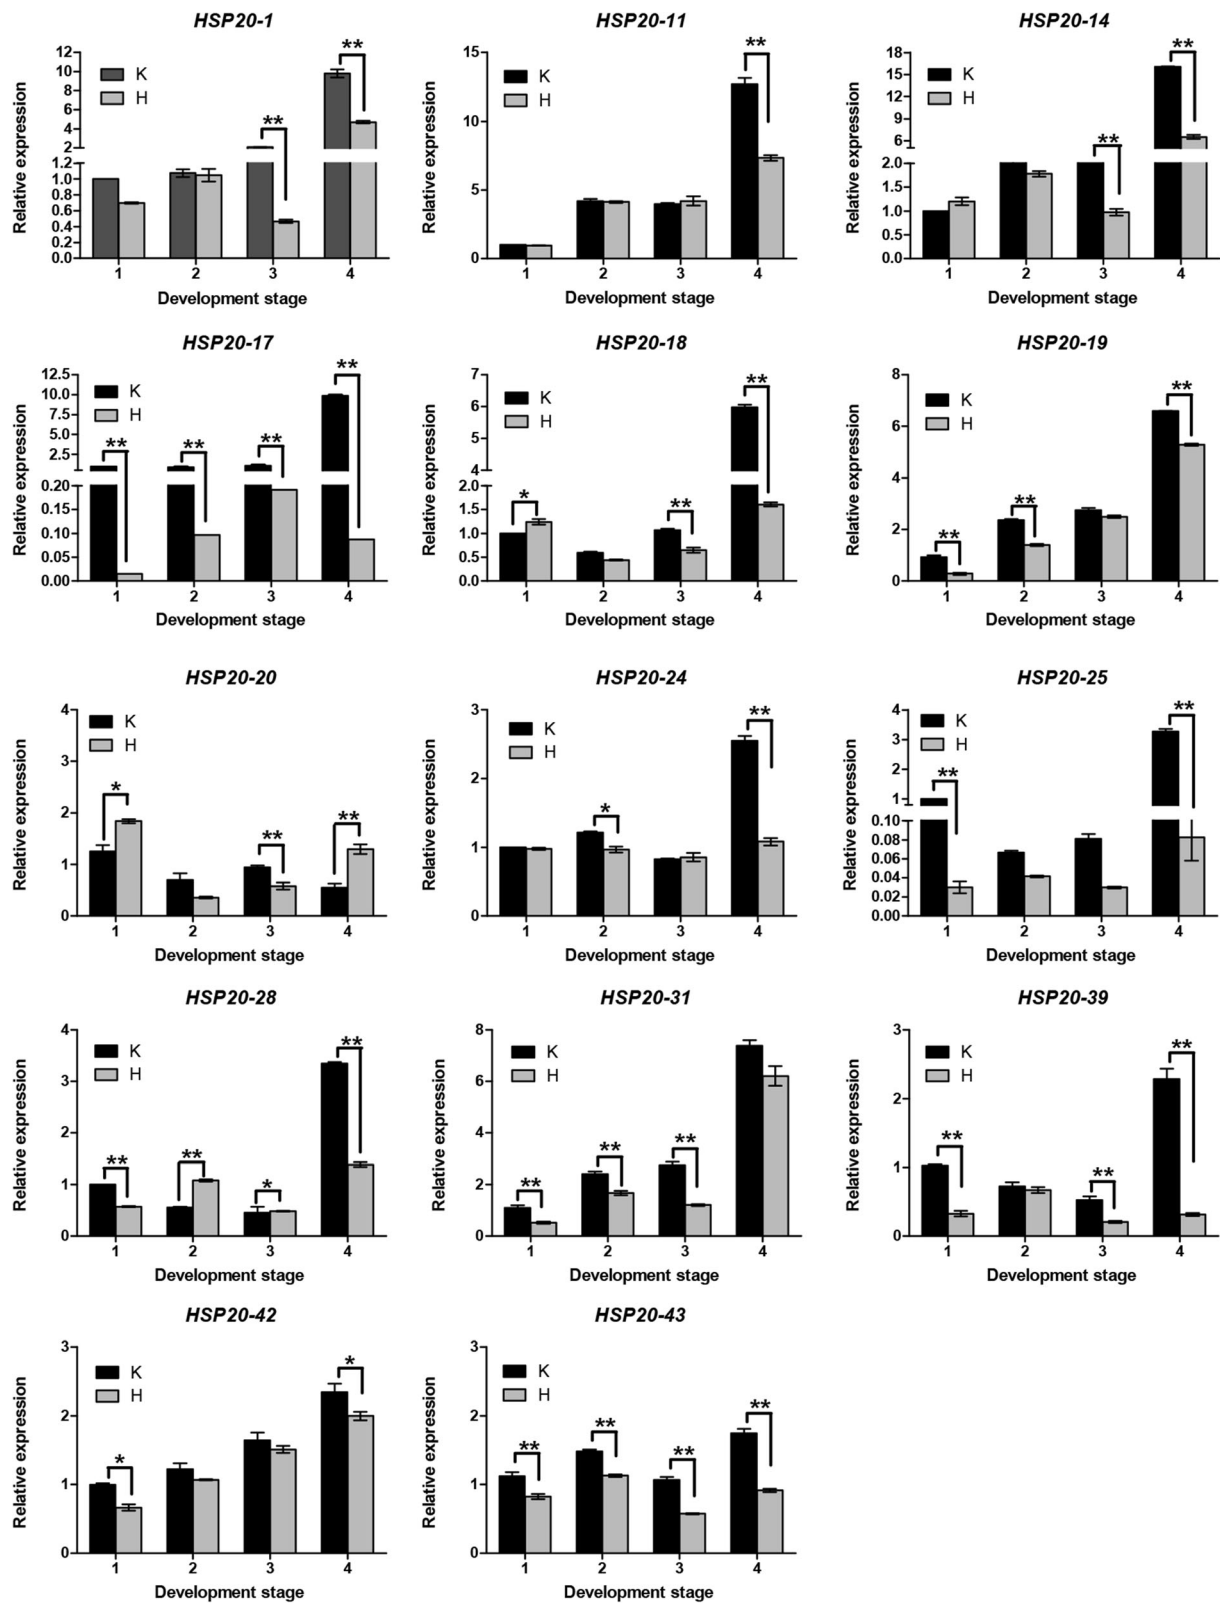 HSP20-1
HSP20-11
HSP20-14
Relative expression
12
10
8
6
4
2
1.2
1.0
0.8
0.6
0.4
0.2
0.0
K
H
**
**
1 2 3 4
Development stage
Relative expression
15
10
5
0
K
H
**
1 2 3 4
Development stage
Relative expression
18
15
12
9
6
2.0
1.5
1.0
0.5
0.0
K
H
**
**
1 2 3 4
Development stage
HSP20-17
HSP20-18
HSP20-19
Relative expression
12.5
10.0
7.5
5.0
2.5
0.20
0.15
0.10
0.05
0.00
K
H
**
**
**
**
1 2 3 4
Development stage
Relative expression
7
6
5
4
2.0
1.5
1.0
0.5
0.0
K
H
*
**
**
1 2 3 4
Development stage
Relative expression
8
6
4
2
0
K
H
**
**
**
1 2 3 4
Development stage
HSP20-20
HSP20-24
HSP20-25
Relative expression
4
3
2
1
0
K
H
*
**
**
1 2 3 4
Development stage
Relative expression
3
2
1
0
K
H
*
**
1 2 3 4
Development stage
Relative expression
4
3
2
1
0.10
0.08
0.06
0.04
0.02
0.00
K
H
**
**
1 2 3 4
Development stage
HSP20-28
HSP20-31
HSP20-39
Relative expression
4
3
2
1
0
K
H
**
**
*
**
1 2 3 4
Development stage
Relative expression
8
6
4
2
0
K
H
**
**
**
1 2 3 4
Development stage
Relative expression
3
2
1
0
K
H
**
**
**
1 2 3 4
Development stage
HSP20-42
HSP20-43
Relative expression
3
2
1
0
K
H
*
*
1 2 3 4
Development stage
Relative expression
3
2
1
0
K
H
**
**
**
**
1 2 3 4
Development stage